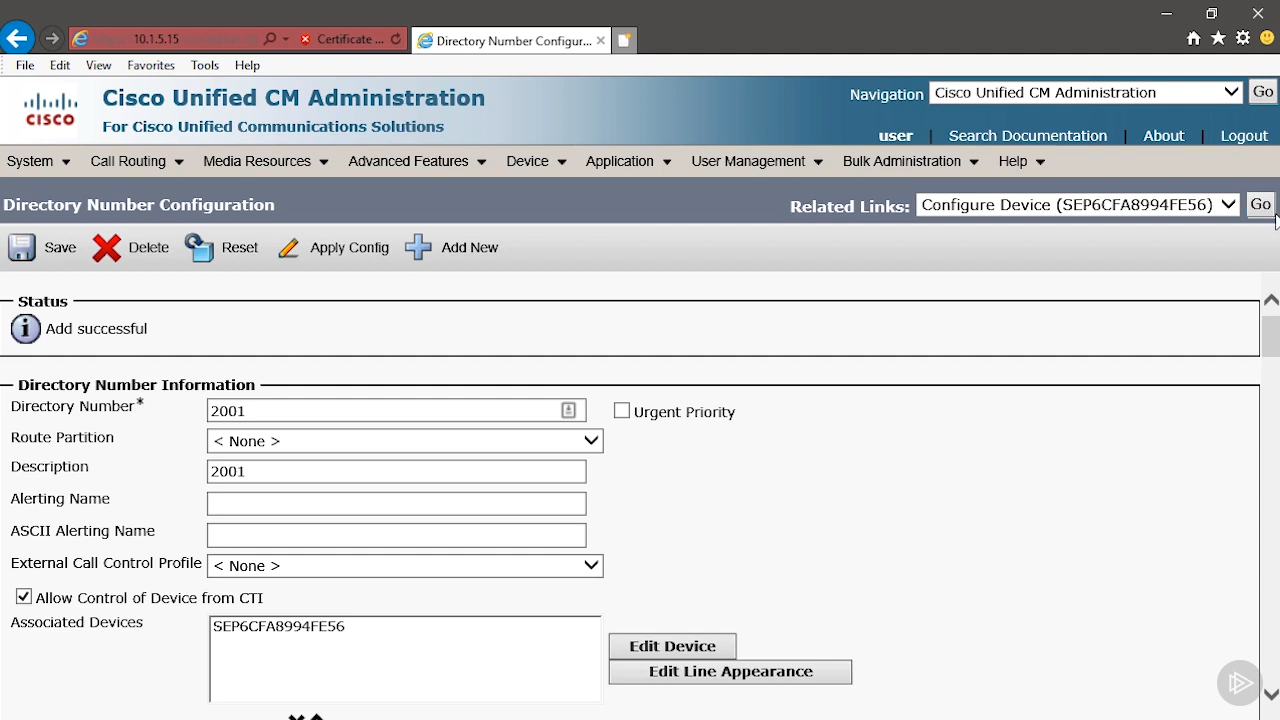 10.1.5.15
Certificate ...
Directory Number Configur...
File Edit View Favorites Tools Help
CISCO
Cisco Unified CM Administration
For Cisco Unified Communications Solutions
Navigation Cisco Unified CM Administration Go
user | Search Documentation | About | Logout
System Call Routing Media Resources Advanced Features Device Application User Management Bulk Administration Help
Directory Number Configuration
Related Links: Configure Device (SEP6CFA8994FE56) Go
Save Delete Reset Apply Config Add New
Status
Add successful
Directory Number Information
Directory Number* 2001 Urgent Priority
Route Partition < None >
Description 2001
Alerting Name
ASCII Alerting Name
External Call Control Profile < None >
Allow Control of Device from CTI
Associated Devices SEP6CFA8994FE56
Edit Device
Edit Line Appearance